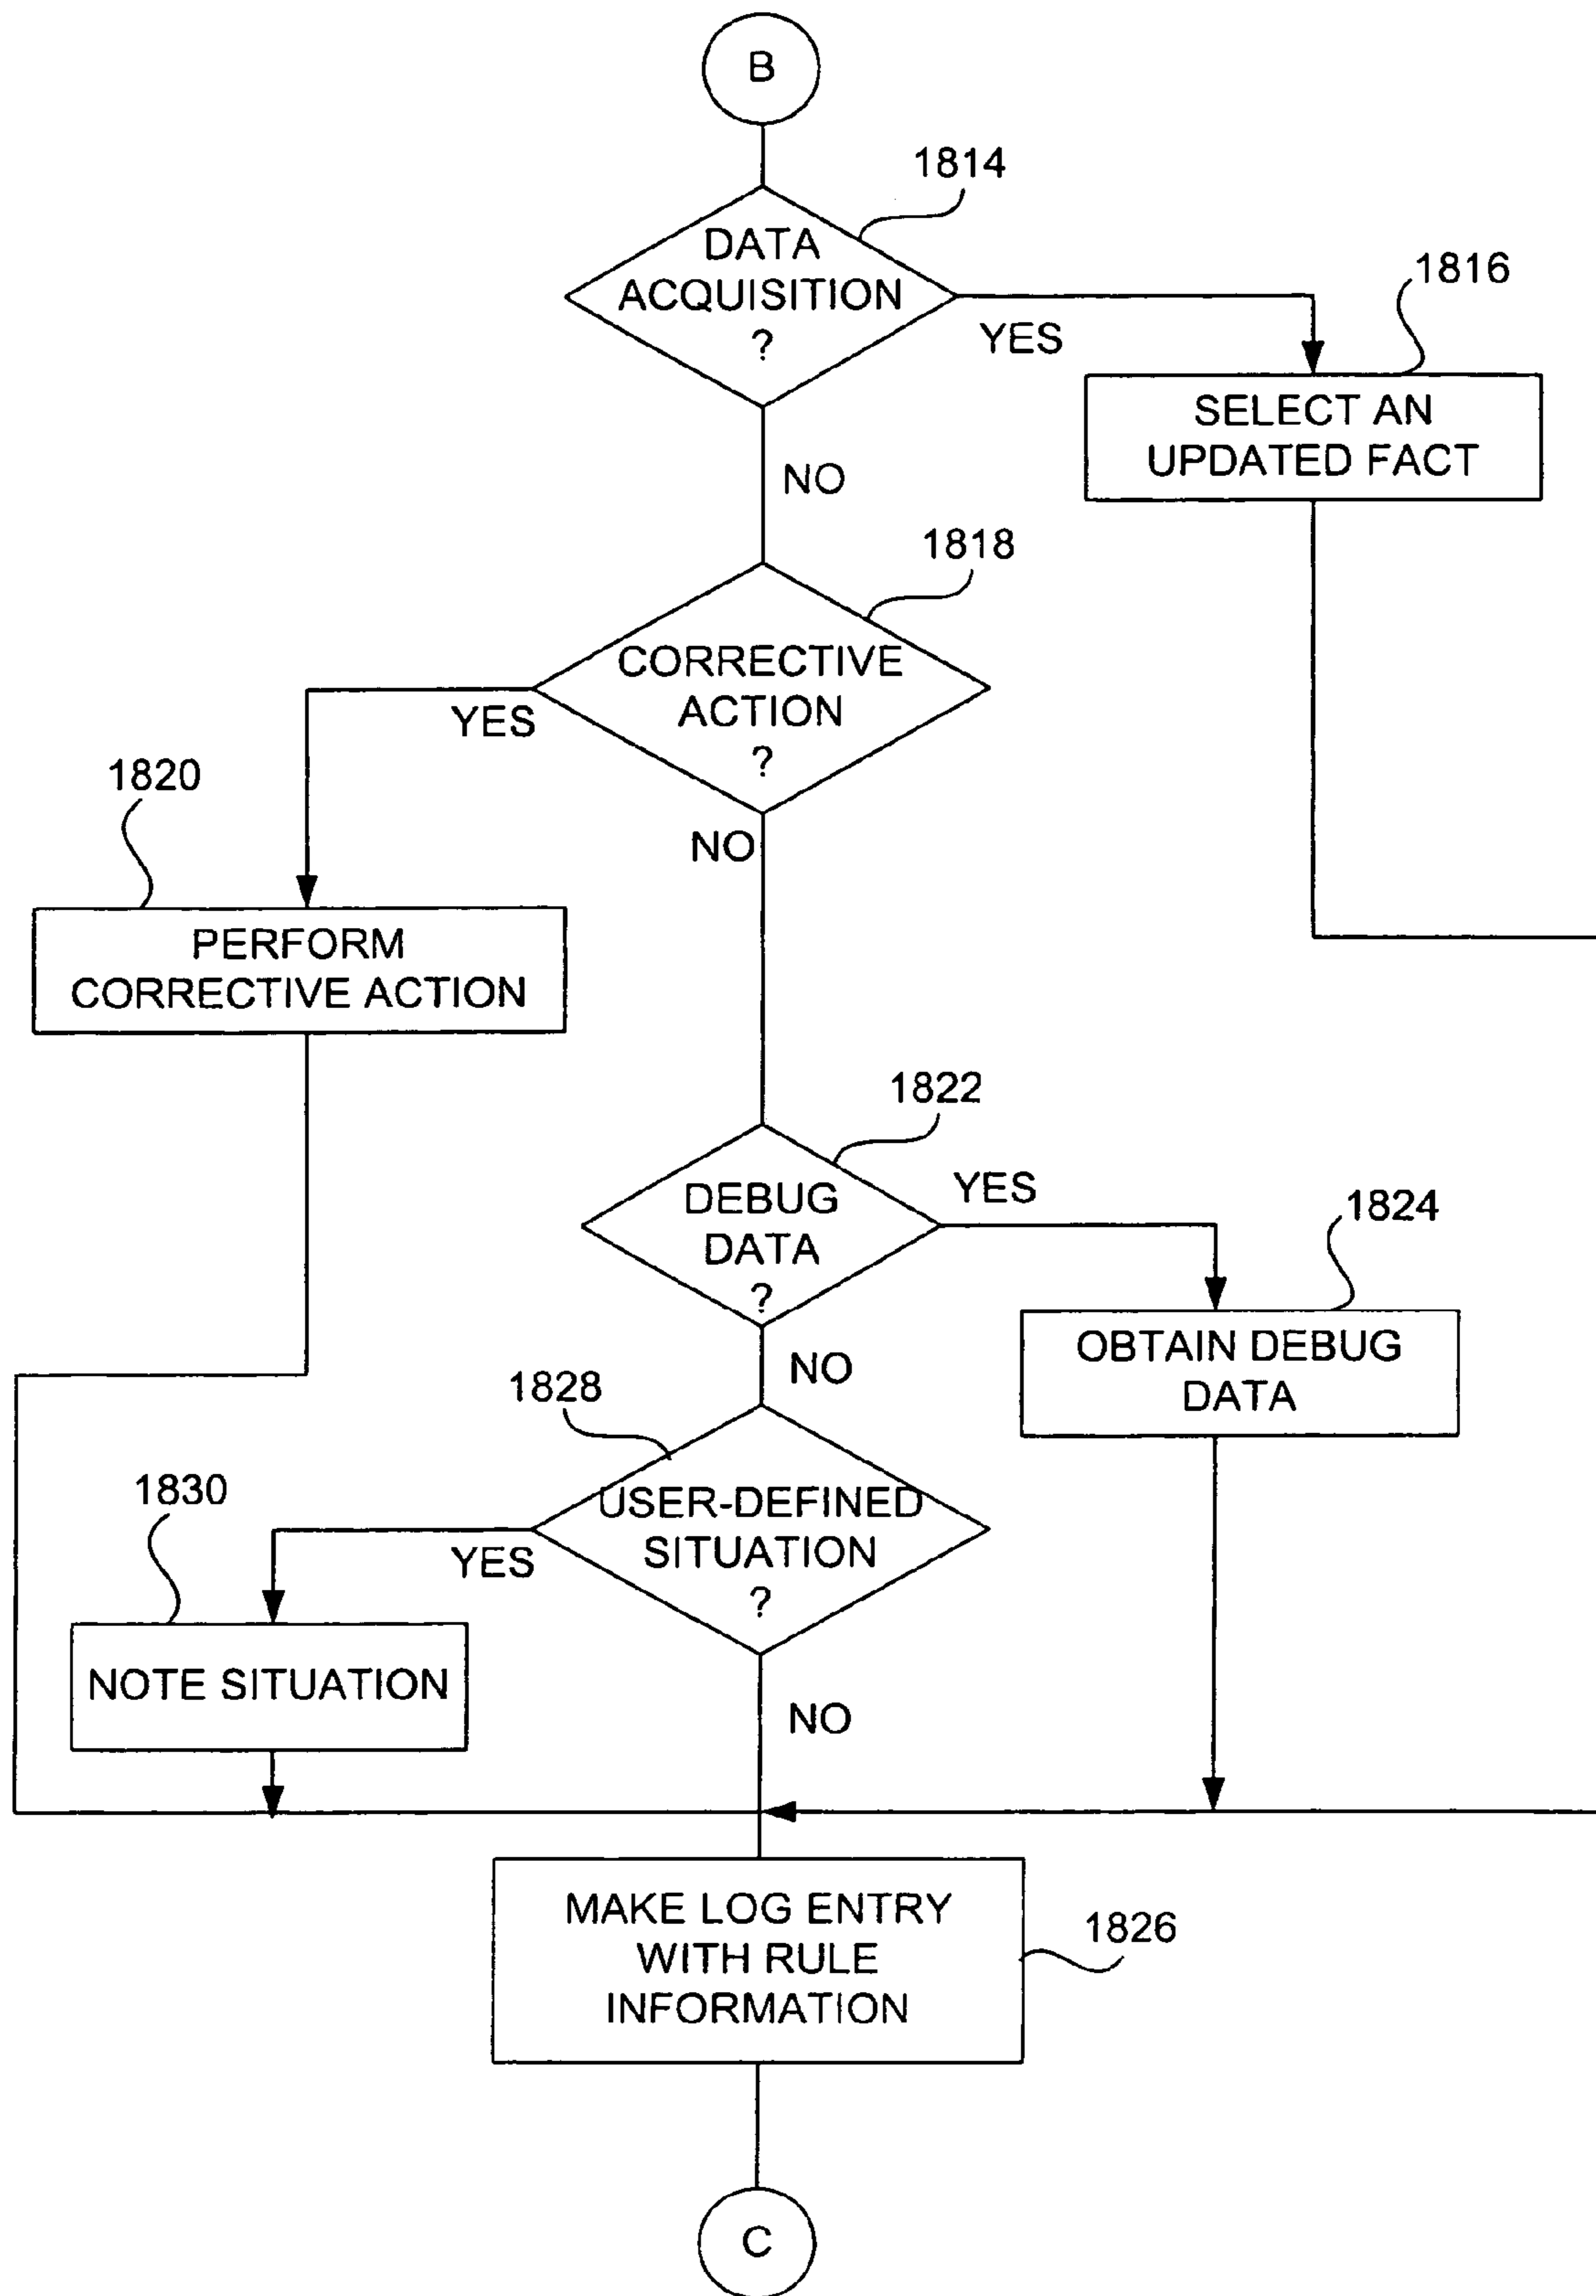 B
1814
DATA
ACQUISITION
?
YES
1816
SELECT AN
UPDATED FACT
NO
1818
CORRECTIVE
ACTION
?
YES
NO
1820
PERFORM
CORRECTIVE ACTION
1822
DEBUG
DATA
?
YES
1824
OBTAIN DEBUG
DATA
NO
1828
USER-DEFINED
SITUATION
?
YES
1830
NOTE SITUATION
NO
MAKE LOG ENTRY
WITH RULE
INFORMATION
1826
C